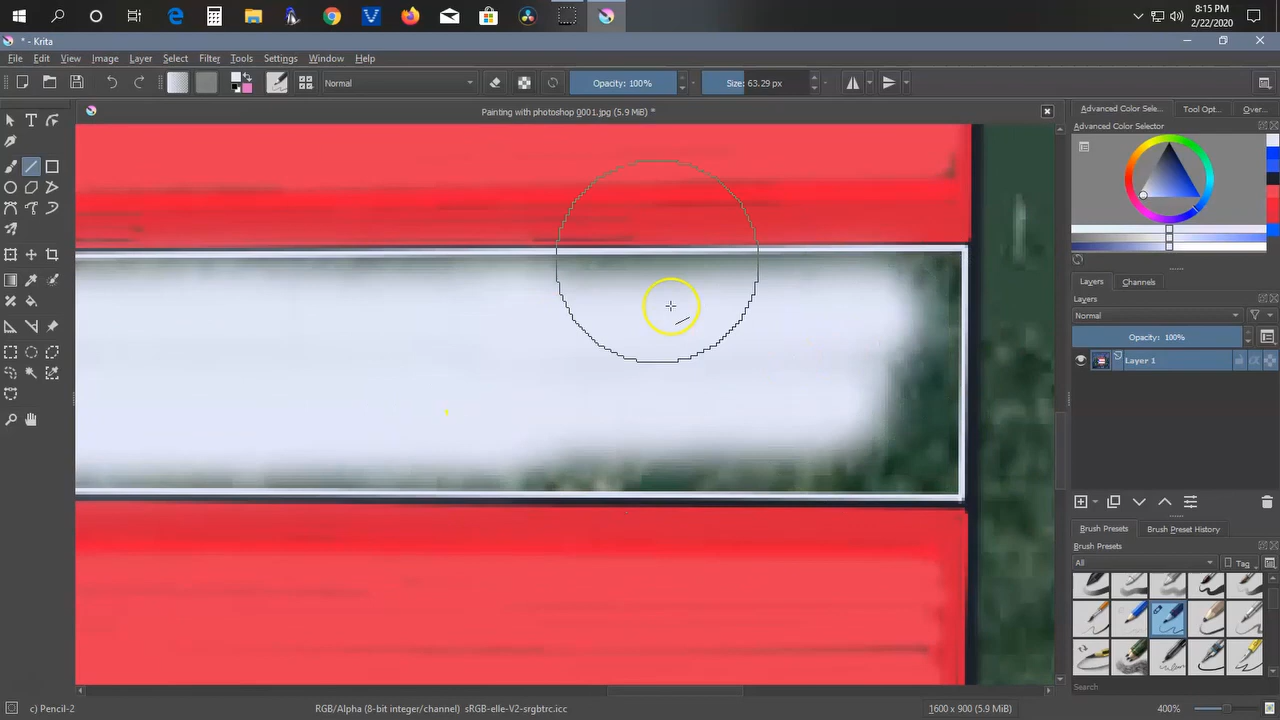 8:15 PM
2/22/2020
* - Krita
File Edit View Image Layer Select Filter Tools Settings Window Help
Normal Opacity: 100% Size: 63.29 px
Painting with photoshop 0001.jpg (5.9 MiB) *
Advanced Color Sele... Tool Opt... Over...
Advanced Color Selector
Layers Channels
Layers
Normal
Opacity: 100%
Layer 1
Brush Presets Brush Preset History
Brush Presets
All Tag
Search
c) Pencil-2 RGB/Alpha (8-bit integer/channel) sRGB-elle-V2-srgbtrc.icc 1600 x 900 (5.9 MiB) 400%